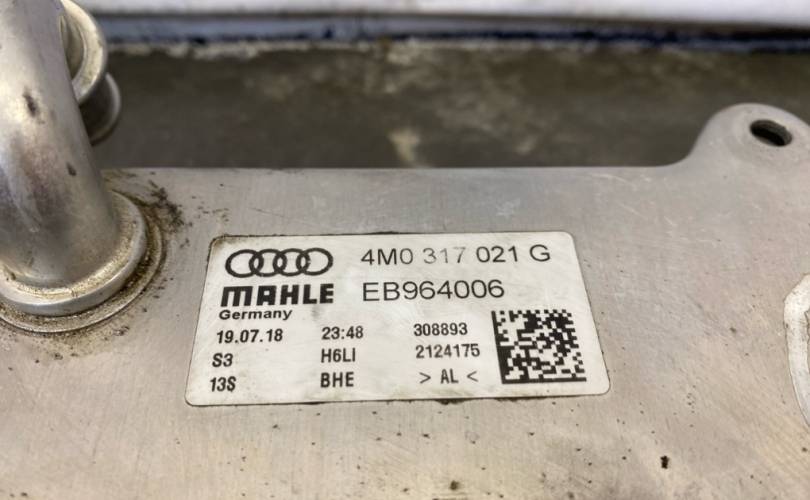 4M0 317 021 G
MAHLE EB964006
Germany
19.07.18 23:48 308893
S3 H6LI 2124175
13S BHE > AL <